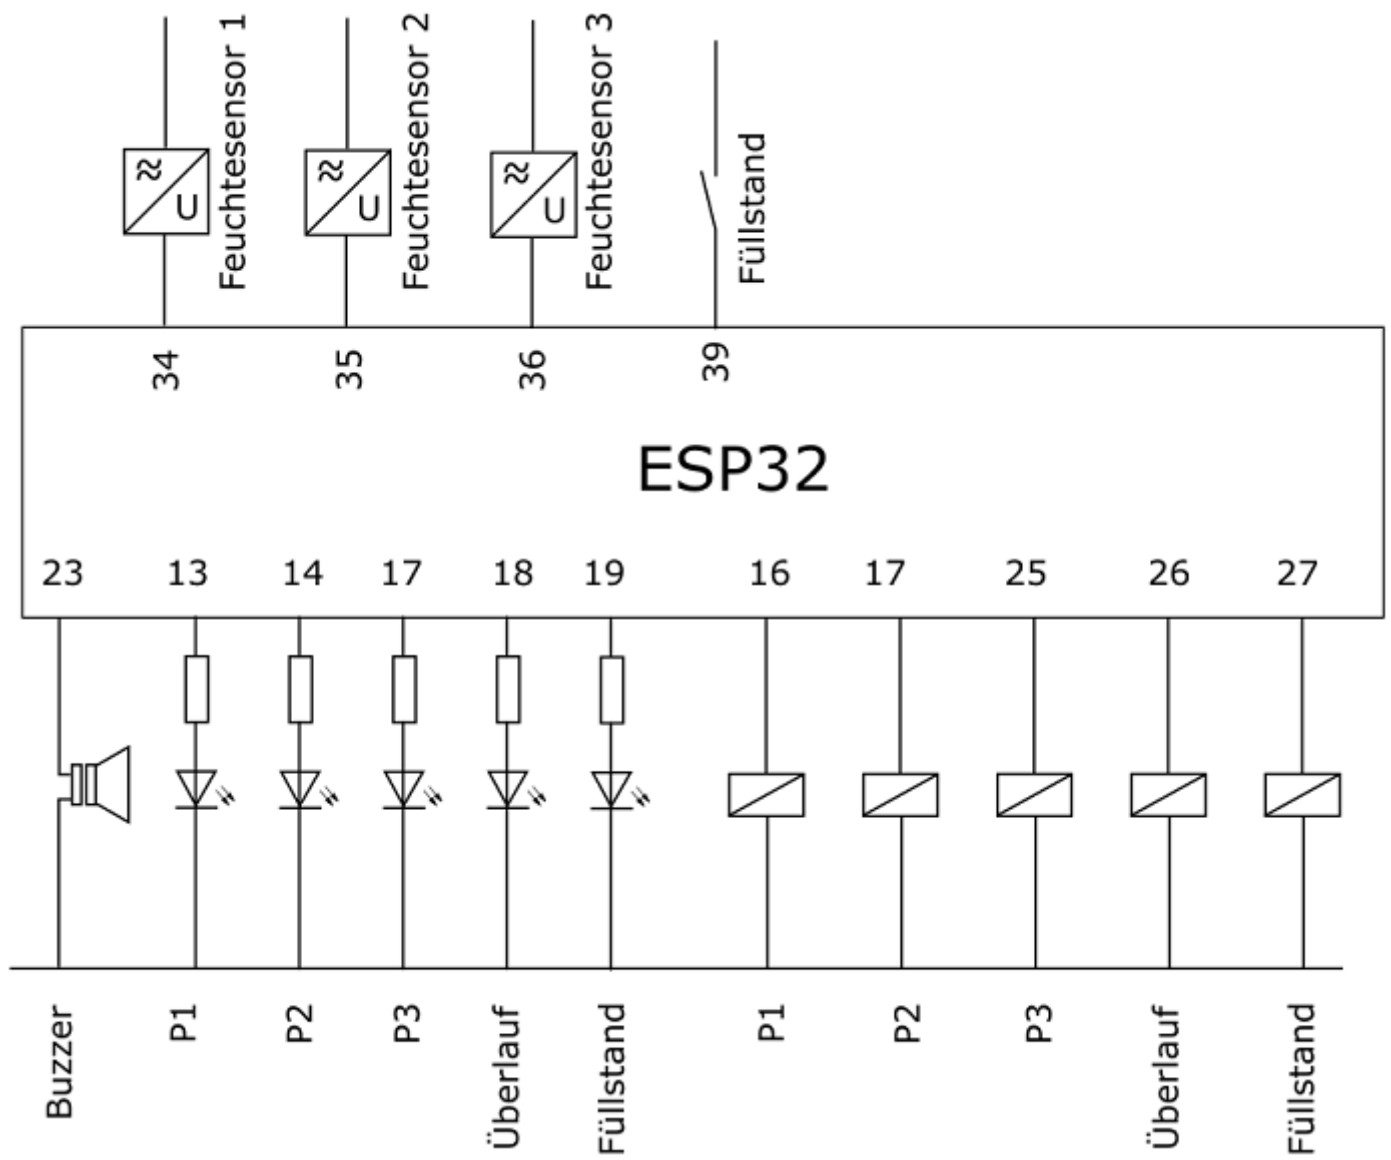 Feuchtesensor 1
Feuchtesensor 2
Feuchtesensor 3
Füllstand
U
U
U
34
35
36
39
ESP32
23
13
14
17
18
19
16
17
25
26
27
Buzzer
P1
P2
P3
Überlauf
Füllstand
P1
P2
P3
Überlauf
Füllstand